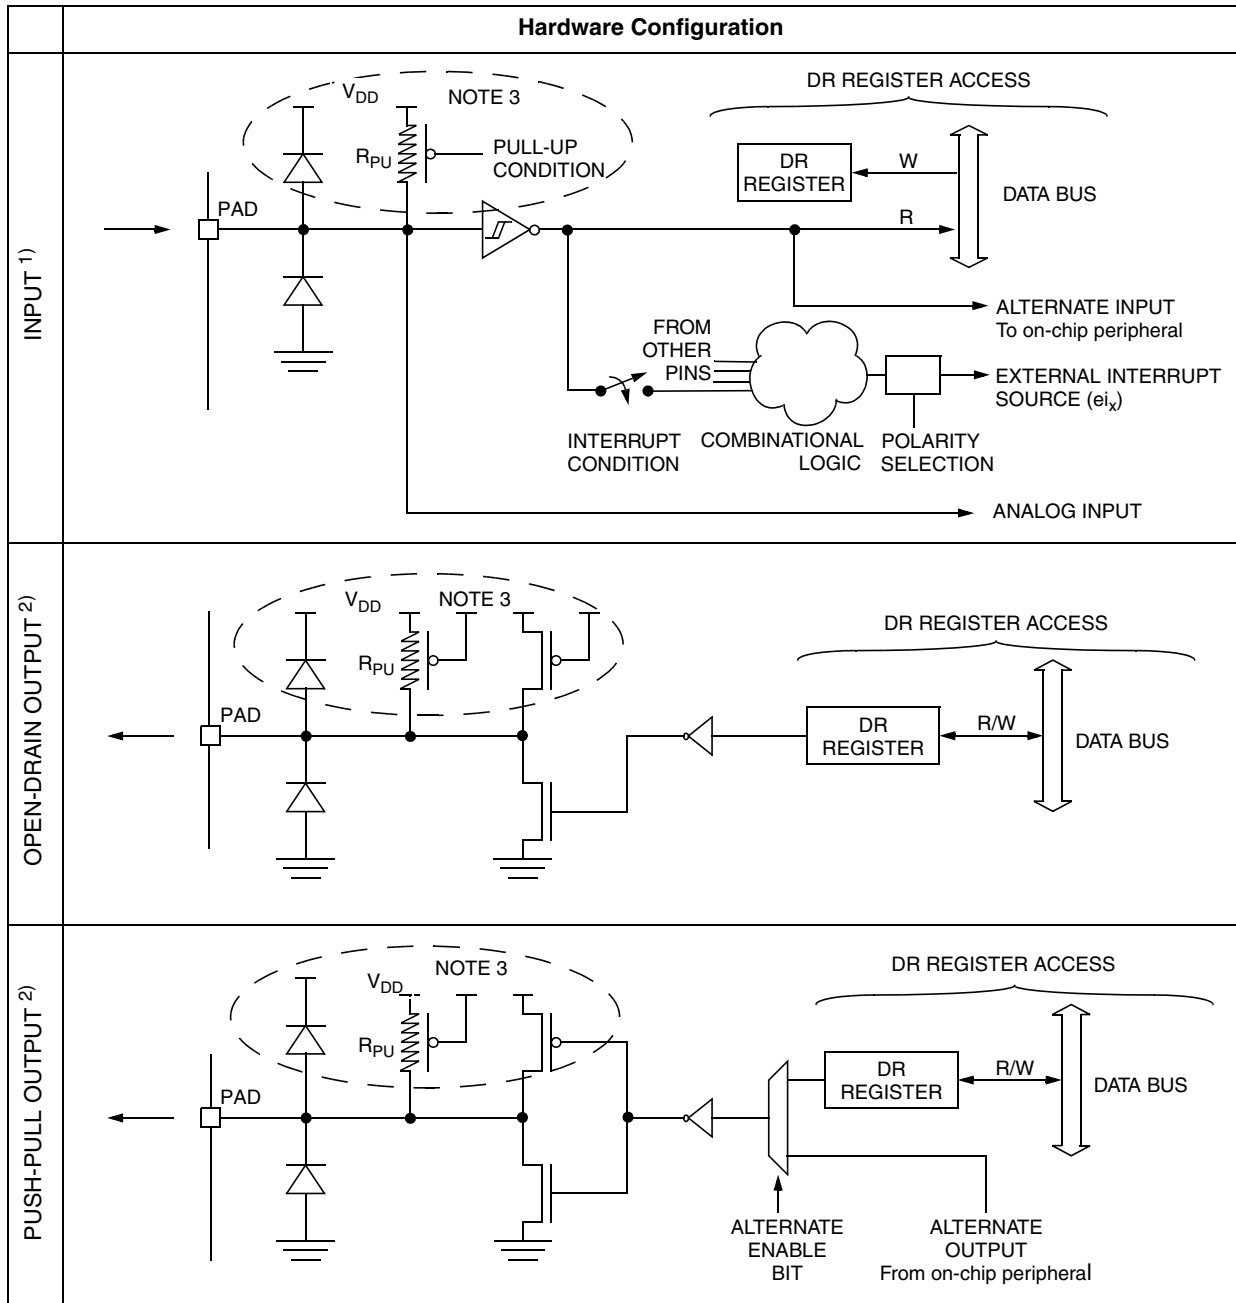 Hardware Configuration
INPUT 1)
VDD
NOTE 3
RPU
PULL-UP
CONDITION
PAD
DR REGISTER ACCESS
DR
REGISTER
W
R
DATA BUS
ALTERNATE INPUT
To on-chip peripheral
FROM
OTHER
PINS
EXTERNAL INTERRUPT
SOURCE (eix)
INTERRUPT
CONDITION
COMBINATIONAL
LOGIC
POLARITY
SELECTION
ANALOG INPUT
OPEN-DRAIN OUTPUT 2)
VDD
NOTE 3
RPU
PAD
DR REGISTER ACCESS
DR
REGISTER
R/W
DATA BUS
PUSH-PULL OUTPUT 2)
VDD
NOTE 3
RPU
PAD
DR REGISTER ACCESS
DR
REGISTER
R/W
DATA BUS
ALTERNATE
ENABLE
BIT
ALTERNATE
OUTPUT
From on-chip peripheral